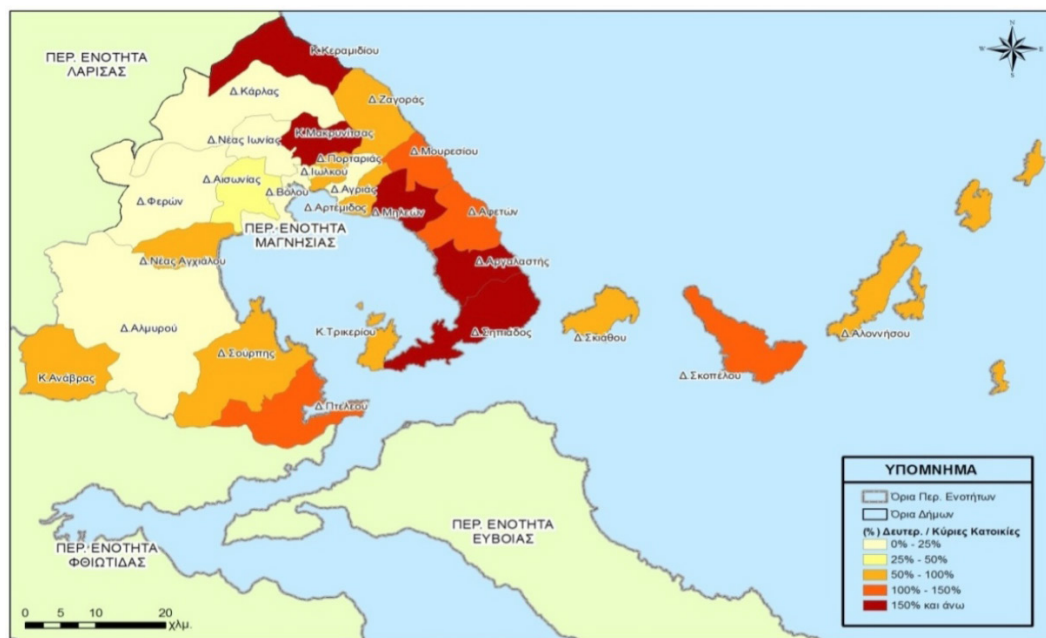 ΠΕΡ. ΕΝΟΤΗΤΑ
ΛΑΡΙΣΑΣ
Κ.Κεραμιδίου
Ν
W
E
S
Δ.Κάρλας
Δ.Ζαγοράς
Δ.Νέας Ιωνίας
Κ.Μακρυνίτσας
Δ.Μουρεσίου
Δ.Πορταριάς
Δ.Ιωλκού
Δ.Αισωνίας
Δ.Βόλου
Δ.Αγριάς
Δ.Φερών
Δ.Αρτέμιδος
Δ.Μηλεών
Δ.Αφετών
ΠΕΡ. ΕΝΟΤΗΤΑ
ΜΑΓΝΗΣΙΑΣ
Δ.Νέας Αγχιάλου
Δ.Αργαλαστής
Δ.Αλμυρού
Κ.Τρικερίου
Δ.Σηπιάδος
Δ.Σκιάθου
Δ.Αλοννήσου
Δ.Σούρπης
Κ.Ανάβρας
Δ.Σκοπέλου
Δ.Πτελεού
ΠΕΡ. ΕΝΟΤΗΤΑ
ΕΥΒΟΙΑΣ
ΠΕΡ. ΕΝΟΤΗΤΑ
ΦΘΙΩΤΙΔΑΣ
0 5 10 20
χλμ.
ΥΠΟΜΝΗΜΑ
Όρια Περ. Ενοτήτων
Όρια Δήμων
(%) Δευτερ. / Κύριες Κατοικίες
0% - 25%
25% - 50%
50% - 100%
100% - 150%
150% και άνω